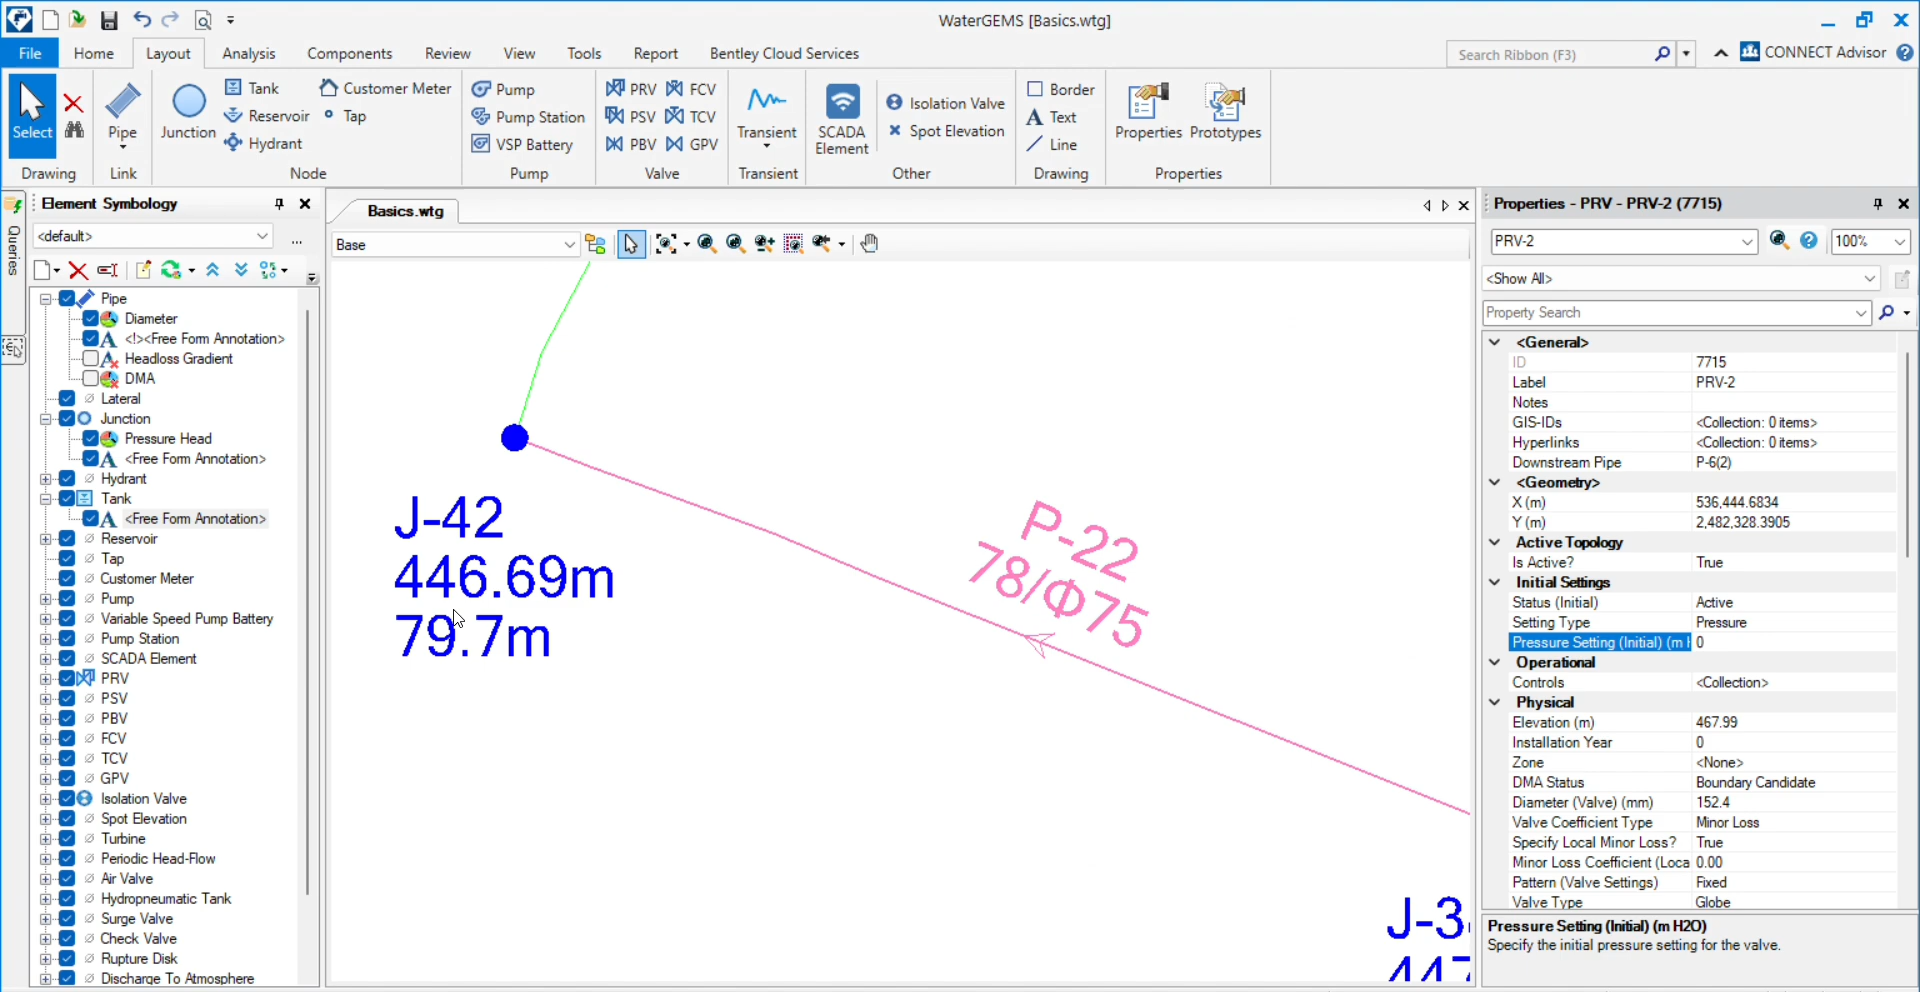 WaterGEMS [Basics.wtg]
File
Home
Layout
Analysis
Components
Review
View
Tools
Report
Bentley Cloud Services
Search Ribbon (F3)
CONNECT Advisor
Select
Drawing
Pipe
Link
Junction
Tank
Reservoir
Hydrant
Customer Meter
Tap
Node
Pump
Pump Station
VSP Battery
Pump
PRV
FCV
PSV
TCV
PBV
GPV
Valve
Transient
Transient
SCADA
Element
Isolation Valve
Spot Elevation
Other
Border
Text
Line
Drawing
Properties
Prototypes
Properties
Queries
Element Symbology
<default>
...
Pipe
Diameter
<!><Free Form Annotation>
Headloss Gradient
DMA
Lateral
Junction
Pressure Head
<Free Form Annotation>
Hydrant
Tank
<Free Form Annotation>
Reservoir
Tap
Customer Meter
Pump
Variable Speed Pump Battery
Pump Station
SCADA Element
PRV
PSV
PBV
FCV
TCV
GPV
Isolation Valve
Spot Elevation
Turbine
Periodic Head-Flow
Air Valve
Hydropneumatic Tank
Surge Valve
Check Valve
Rupture Disk
Discharge To Atmosphere
Basics.wtg
Base
J-42
446.69m
79.7m
P-22
78/Φ75
J-3
447
Properties - PRV - PRV-2 (7715)
PRV-2
100%
<Show All>
Property Search
<General>
ID 7715
Label PRV-2
Notes
GIS-IDs <Collection: 0 items>
Hyperlinks <Collection: 0 items>
Downstream Pipe P-6(2)
<Geometry>
X (m) 536,444.6834
Y (m) 2,482,328.3905
Active Topology
Is Active? True
Initial Settings
Status (Initial) Active
Setting Type Pressure
Pressure Setting (Initial) (m H 0
Operational
Controls <Collection>
Physical
Elevation (m) 467.99
Installation Year 0
Zone <None>
DMA Status Boundary Candidate
Diameter (Valve) (mm) 152.4
Valve Coefficient Type Minor Loss
Specify Local Minor Loss? True
Minor Loss Coefficient (Loca 0.00
Pattern (Valve Settings) Fixed
Valve Type Globe
Pressure Setting (Initial) (m H2O)
Specify the initial pressure setting for the valve.